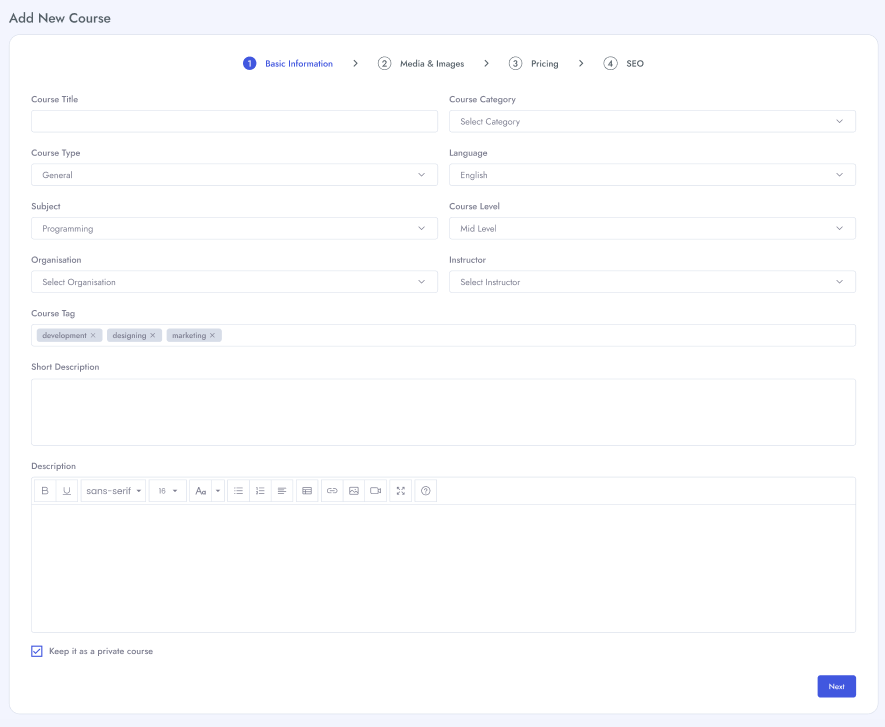 Add New Course
1 Basic Information > 2 Media & Images > 3 Pricing > 4 SEO
Course Title
Course Category
Select Category
Course Type
Language
General
English
Subject
Course Level
Programming
Mid Level
Organisation
Instructor
Select Organisation
Select Instructor
Course Tag
development × designing × marketing ×
Short Description
Description
B U sans-serif 16 Aa
Keep it as a private course
Next